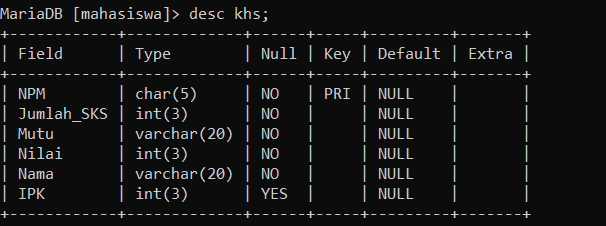 MariaDB [mahasiswa]> desc khs;
+------------+-------------+------+-----+---------+-------+
| Field      | Type        | Null | Key | Default | Extra |
+------------+-------------+------+-----+---------+-------+
| NPM        | char(5)     | NO   | PRI | NULL    |       |
| Jumlah_SKS | int(3)      | NO   |     | NULL    |       |
| Mutu       | varchar(20) | NO   |     | NULL    |       |
| Nilai      | int(3)      | NO   |     | NULL    |       |
| Nama       | varchar(20) | NO   |     | NULL    |       |
| IPK        | int(3)      | YES  |     | NULL    |       |
+------------+-------------+------+-----+---------+-------+